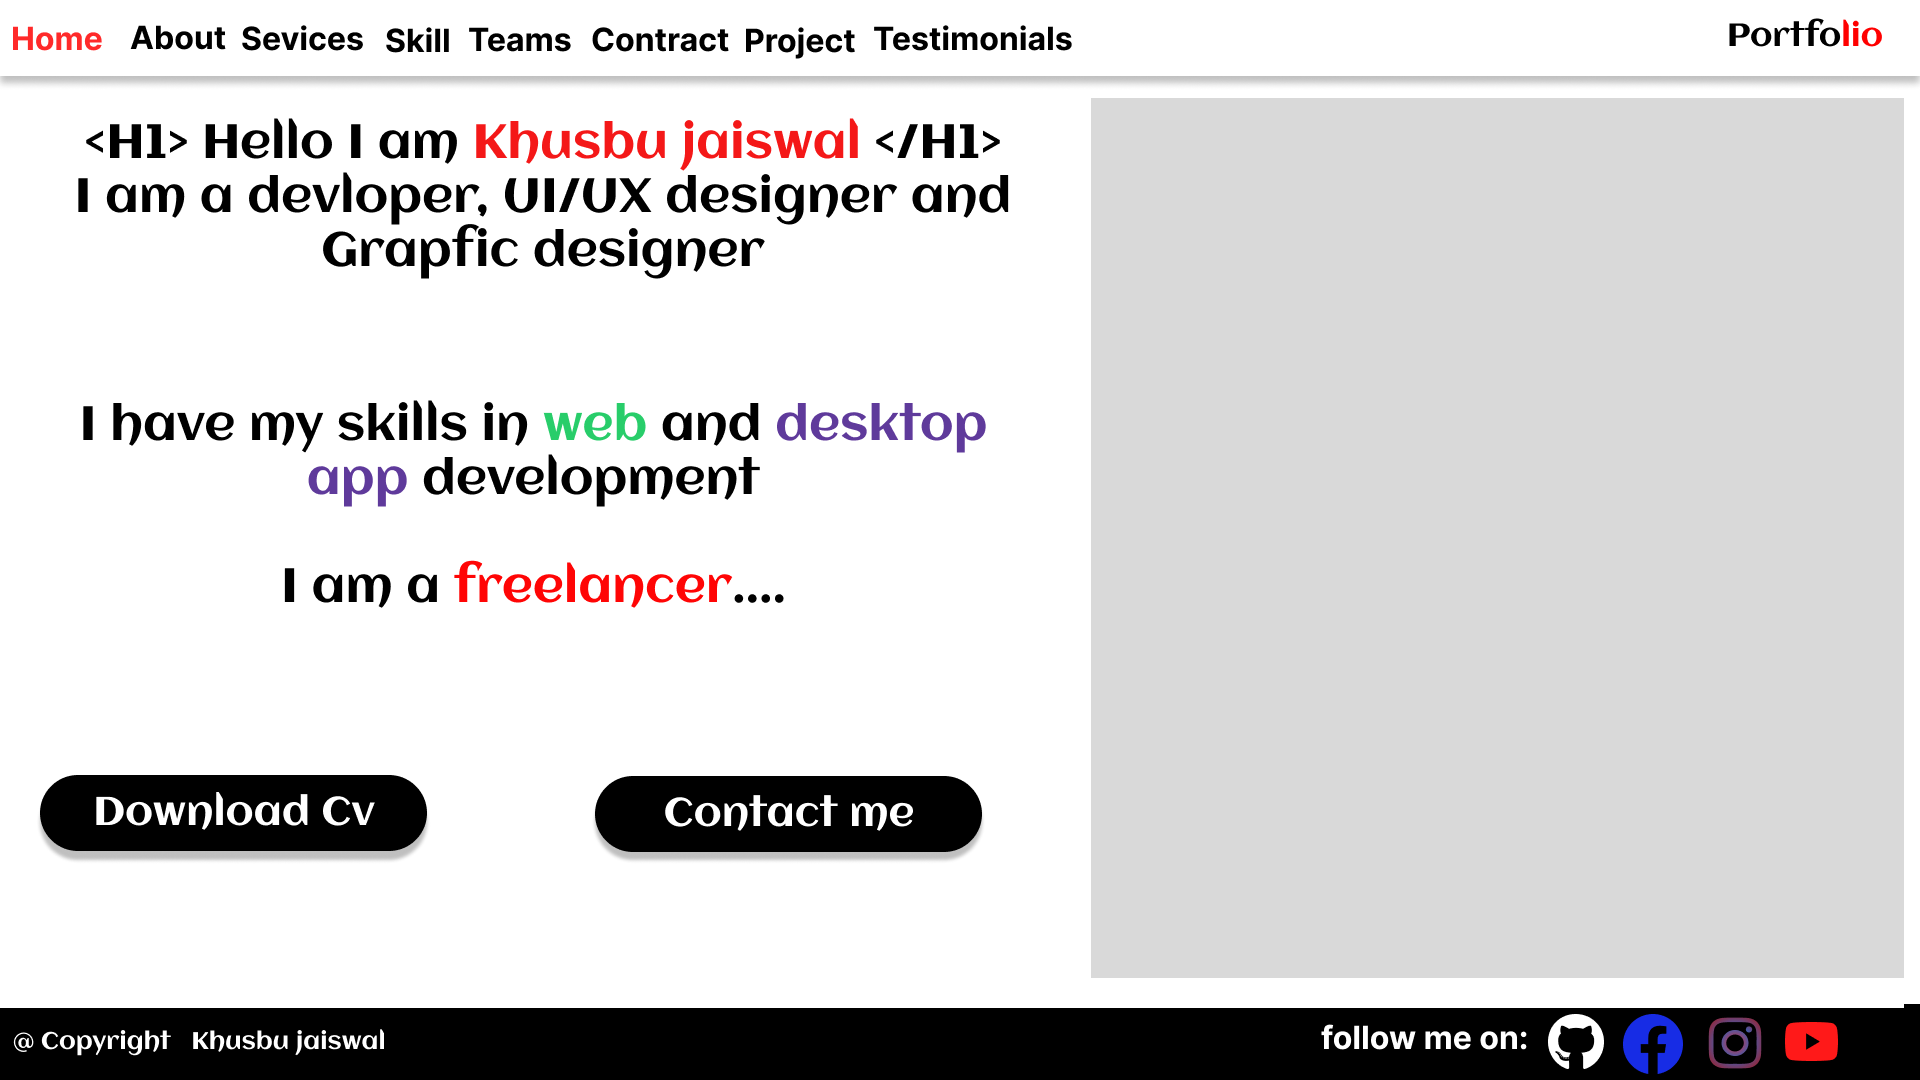 Home About Sevices Skill Teams Contract Project Testimonials Portfolio
<H1> Hello I am Khusbu jaiswal </H1>
I am a devloper, UI/UX designer and
Grapfic designer
I have my skills in web and desktop
app development
I am a freelancer....
Download Cv Contact me
@ Copyright Khusbu jaiswal follow me on: